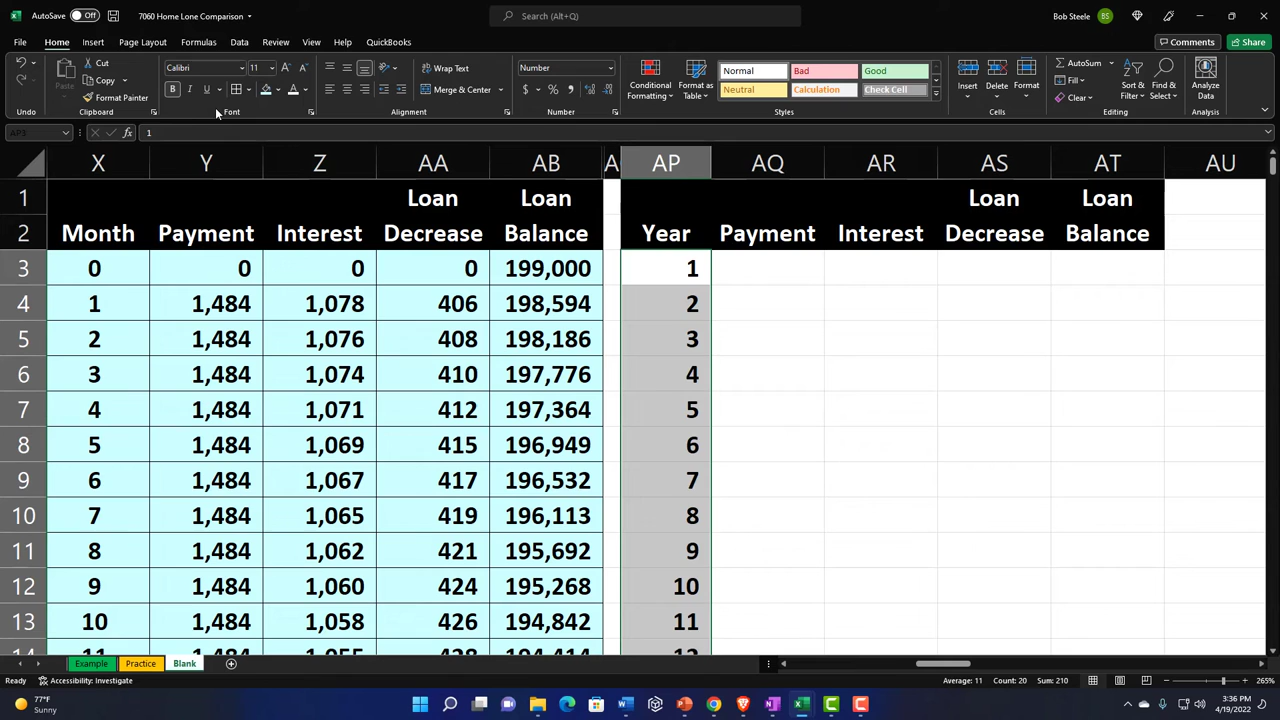 AutoSave Off 7060 Home Lone Comparison Search (Alt+Q) Bob Steele BS
File Home Insert Page Layout Formulas Data Review View Help QuickBooks Comments Share
Cut Calibri 11 Wrap Text Number Normal Bad Good AutoSum
Copy Fill
Paste Format Painter B I U Merge & Center $ % Conditional Formatting Format as Table Neutral Calculation Check Cell Insert Delete Format Clear Sort & Filter Find & Select Analyze Data
Undo Clipboard Font Alignment Number Styles Cells Editing Analysis
AP3 fx 1
X Y Z AA AB A AP AQ AR AS AT AU
1 Loan Loan Loan Loan
2 Month Payment Interest Decrease Balance Year Payment Interest Decrease Balance
3 0 0 0 0 199,000 1
4 1 1,484 1,078 406 198,594 2
5 2 1,484 1,076 408 198,186 3
6 3 1,484 1,074 410 197,776 4
7 4 1,484 1,071 412 197,364 5
8 5 1,484 1,069 415 196,949 6
9 6 1,484 1,067 417 196,532 7
10 7 1,484 1,065 419 196,113 8
11 8 1,484 1,062 421 195,692 9
12 9 1,484 1,060 424 195,268 10
13 10 1,484 1,058 426 194,842 11
11 1,484 1,055 428 194,414 12
Example Practice Blank
Ready Accessibility: Investigate Average: 11 Count: 20 Sum: 210 265%
77°F
Sunny
3:36 PM
4/19/2022